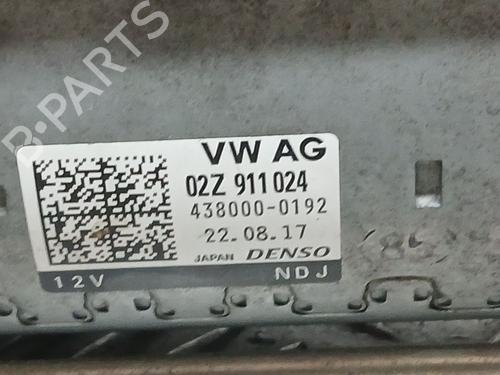 B-PARTS
VW AG
02Z 911 024
438000-0192
22.08.17
JAPAN DENSO
12V NDJ